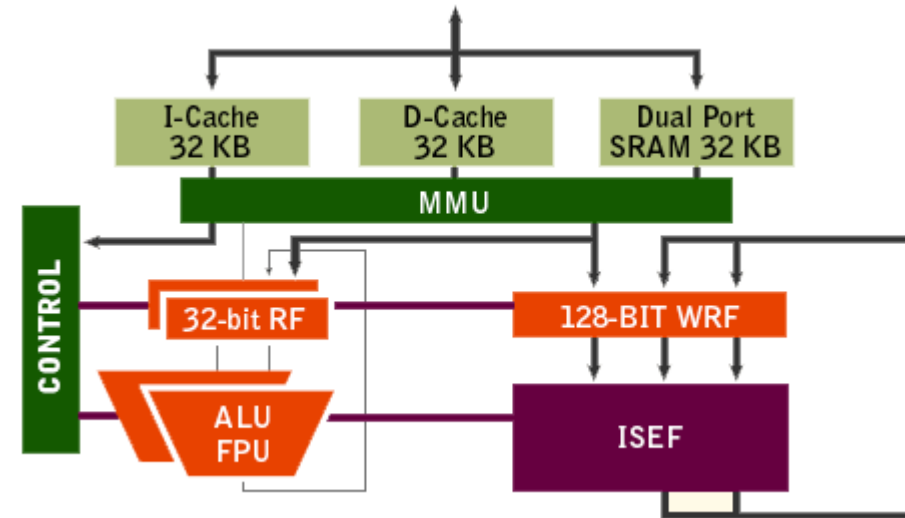 I-Cache
32 KB
D-Cache
32 KB
Dual Port
SRAM 32 KB
MMU
CONTROL
32-bit RF
128-BIT WRF
ALU
FPU
ISEF